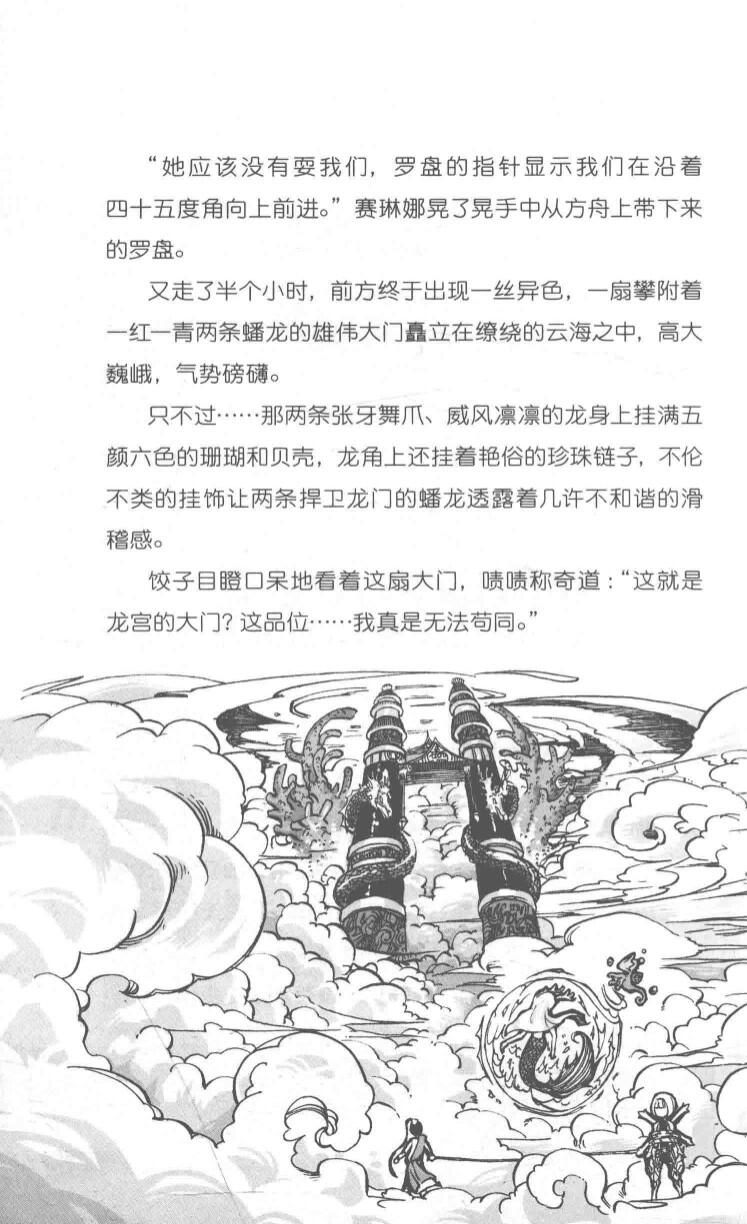 “她应该没有耍我们，罗盘的指针显示我们在沿着
四十五度角向上前进。”赛琳娜晃了晃手中从方舟上带下来
的罗盘。
又走了半个小时，前方终于出现一丝异色，一扇攀附着
一红一青两条蟠龙的雄伟大门矗立在缭绕的云海之中，高大
巍峨，气势磅礴。
只不过……那两条张牙舞爪、威风凛凛的龙身上挂满五
颜六色的珊瑚和贝壳，龙角上还挂着艳俗的珍珠链子，不伦
不类的挂饰让两条捍卫龙门的蟠龙透露着几许不和谐的滑
稽感。
饺子目瞪口呆地看着这扇大门，啧啧称奇道：“这就是
龙宫的大门？这品位……我真是无法苟同。”